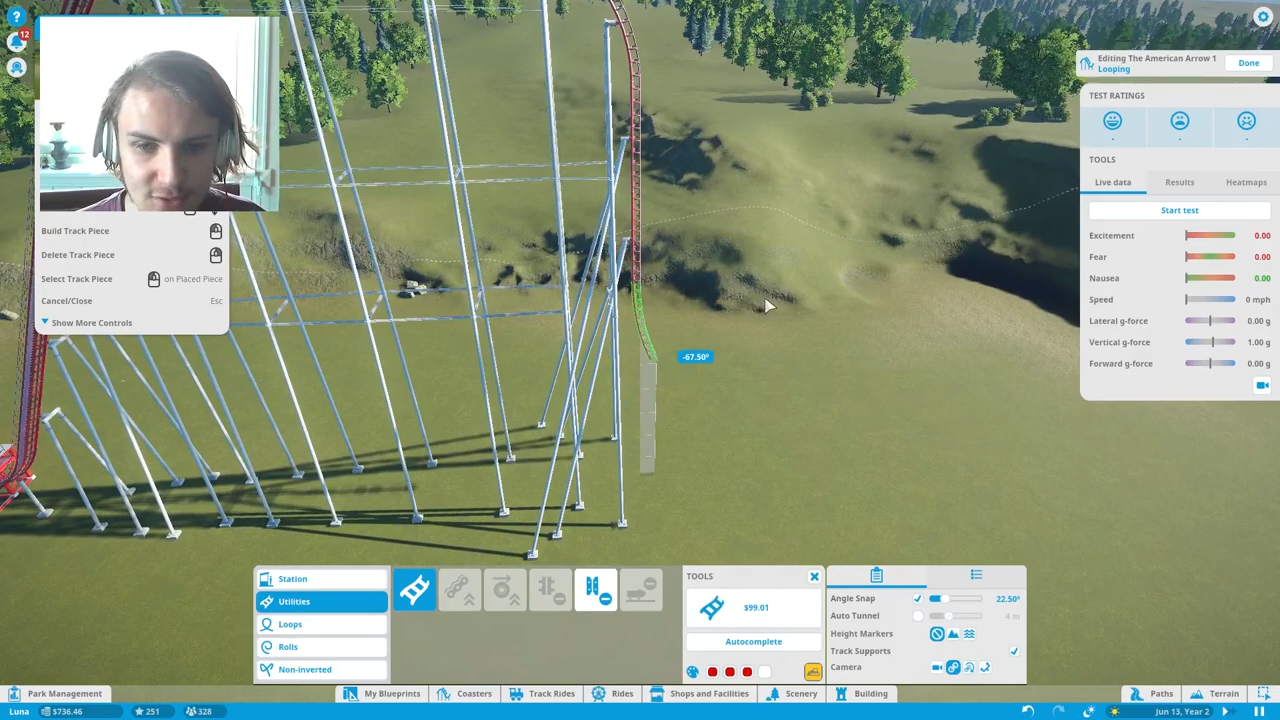 ?
12
Build Track Piece
Delete Track Piece
Select Track Piece on Placed Piece
Cancel/Close Esc
Show More Controls
-67.50°
Editing The American Arrow 1
Looping
Done
TEST RATINGS
- - -
TOOLS
Live data Results Heatmaps
Start test
Excitement 0.00
Fear 0.00
Nausea 0.00
Speed 0 mph
Lateral g-force 0.00 g
Vertical g-force 1.00 g
Forward g-force 0.00 g
Station
Utilities
Loops
Rolls
Non-inverted
TOOLS
$99.01
Autocomplete
Angle Snap 22.50°
Auto Tunnel 4 m
Height Markers
Track Supports
Camera
Park Management My Blueprints Coasters Track Rides Rides Shops and Facilities Scenery Building Paths Terrain
Luna $736.46 251 328 Jun 13, Year 2